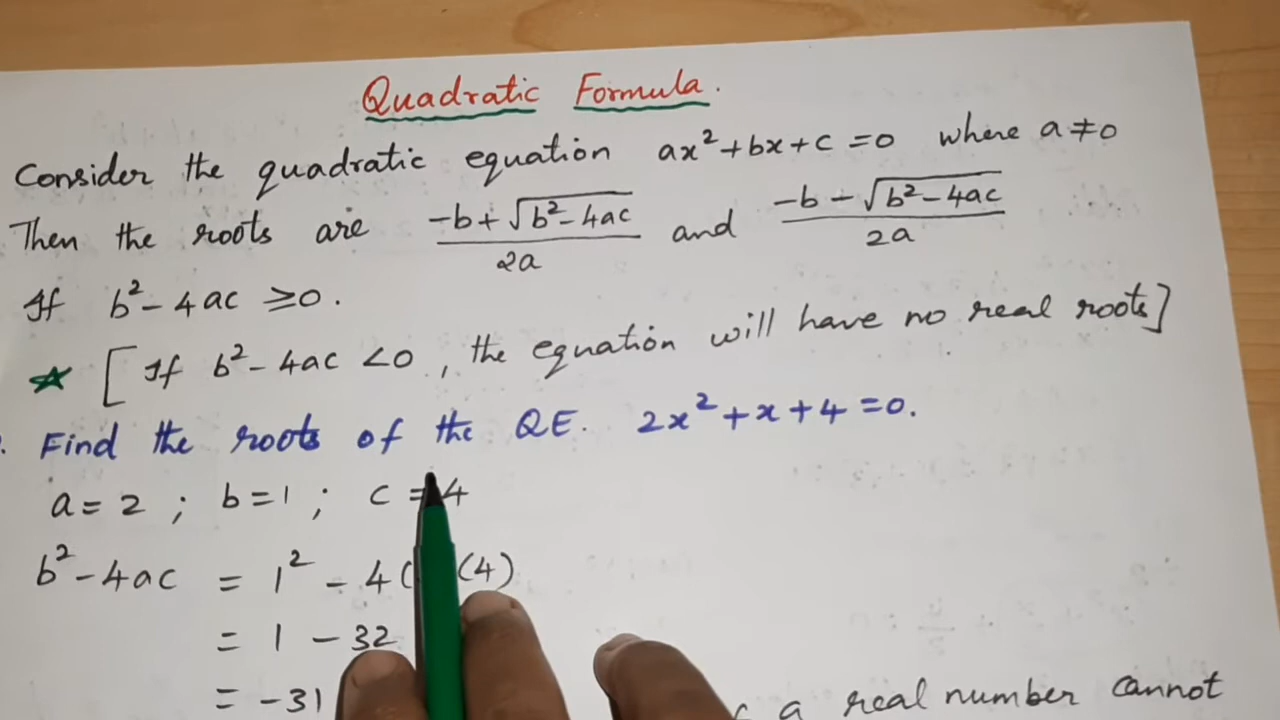 Quadratic Formula.
Consider the quadratic equation ax²+bx+c=0 where a≠0
Then the roots are (-b+√(b²-4ac))/2a and (-b-√(b²-4ac))/2a
If b²-4ac ≥0.
☆ [If b²-4ac <0, the equation will have no real roots]
Find the roots of the QE. 2x²+x+4=0.
a=2 ; b=1 ; c=4
b²-4ac = 1² - 4( (4)
= 1 - 32
= -31 a real number cannot